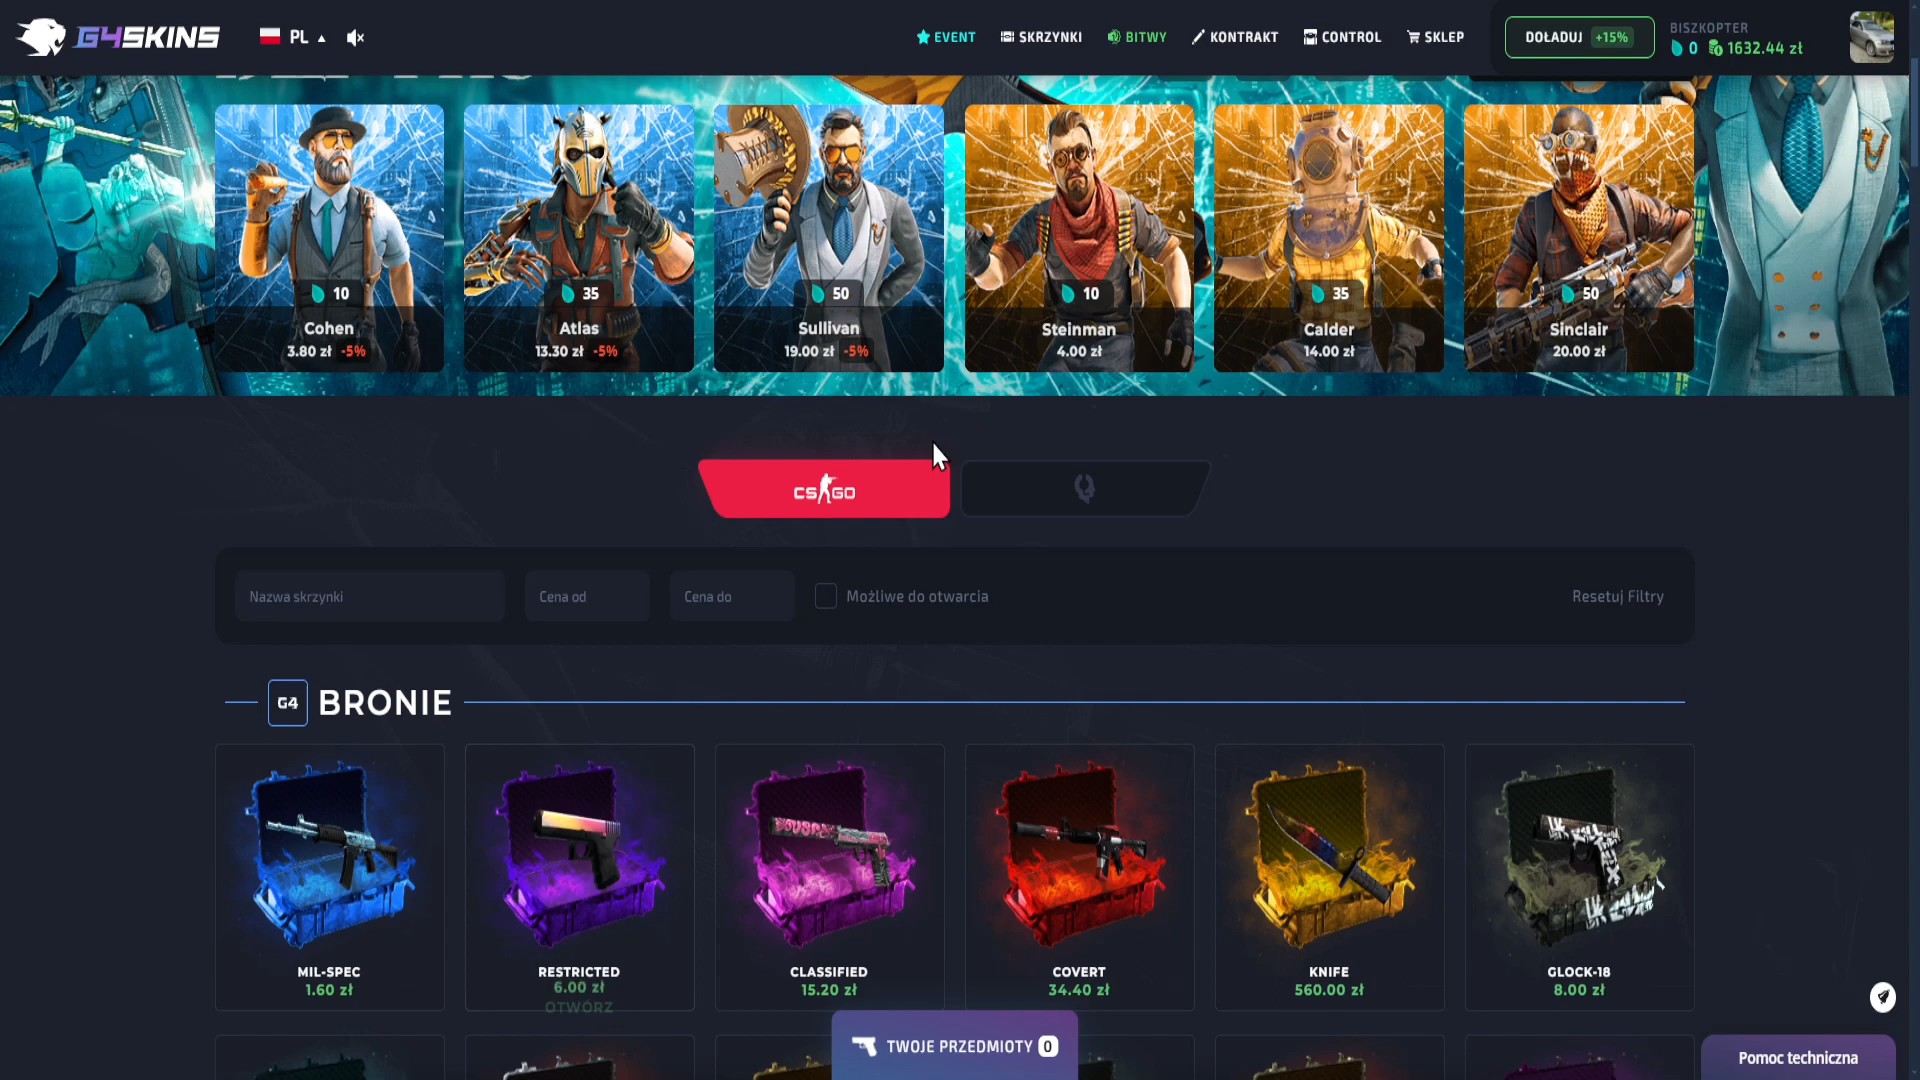 G4SKINS
PL
EVENT
SKRZYNKI
BITWY
KONTRAKT
CONTROL
SKLEP
DOŁADUJ +15%
BISZKOPTER
0 1632.44 zł
10
Cohen
3.80 zł -5%
35
Atlas
13.30 zł -5%
50
Sullivan
19.00 zł -5%
10
Steinman
4.00 zł
35
Calder
14.00 zł
50
Sinclair
20.00 zł
CS GO
Nazwa skrzynki
Cena od
Cena do
Możliwe do otwarcia
Resetuj Filtry
G4 BRONIE
MIL-SPEC
1.60 zł
RESTRICTED
6.00 zł
OTWÓRZ
CLASSIFIED
15.20 zł
COVERT
34.40 zł
KNIFE
560.00 zł
GLOCK-18
8.00 zł
TWOJE PRZEDMIOTY 0
Pomoc techniczna